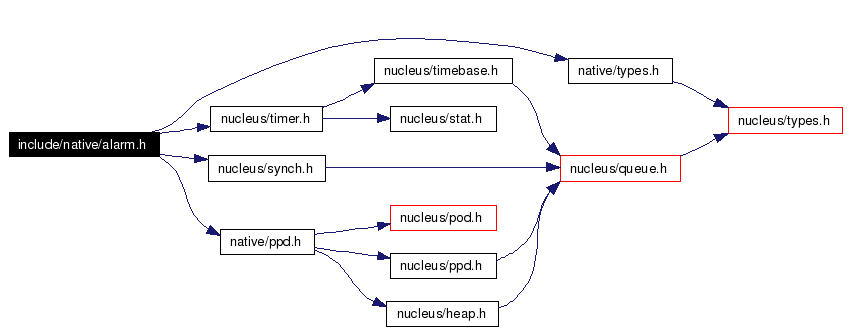 nucleus/timebase.h
native/types.h
nucleus/timer.h
nucleus/stat.h
nucleus/types.h
include/native/alarm.h
nucleus/synch.h
nucleus/queue.h
nucleus/pod.h
native/ppd.h
nucleus/ppd.h
nucleus/heap.h